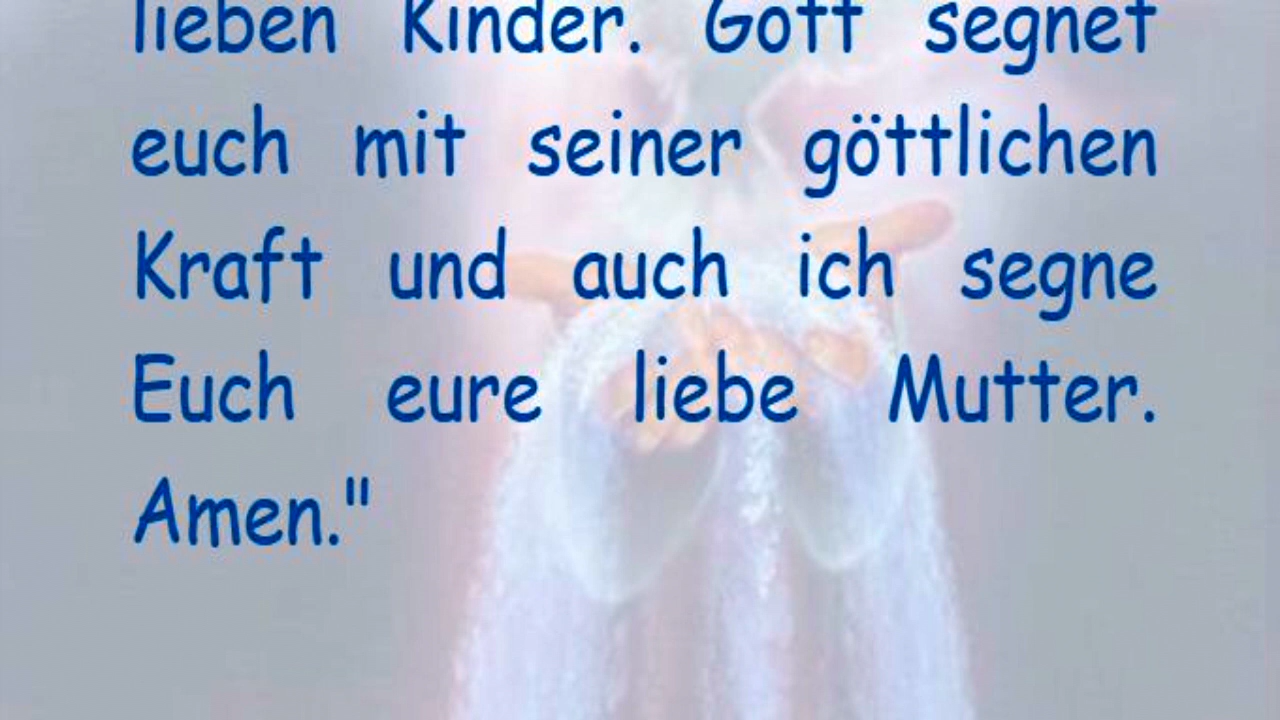 lieben Kinder. Gott segnet
euch mit seiner göttlichen
Kraft und auch ich segne
Euch eure liebe Mutter.
Amen."